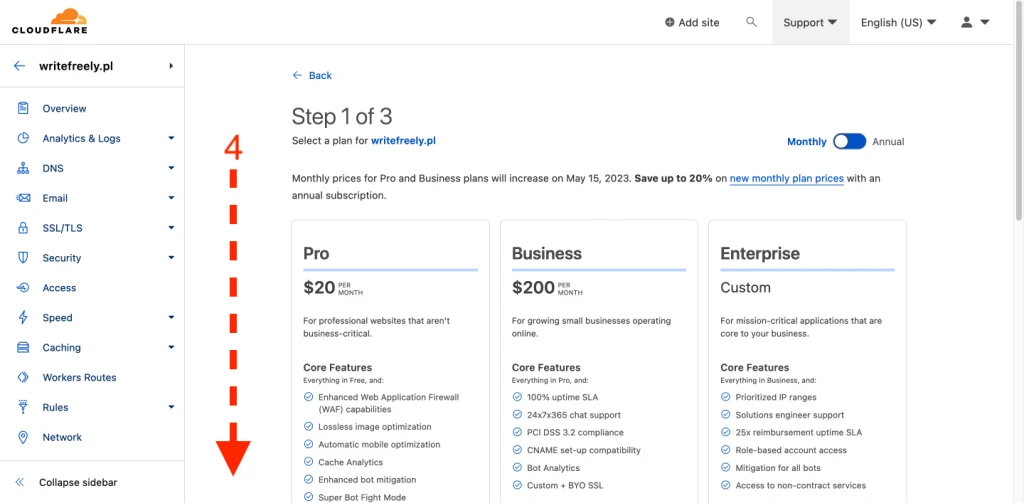 CLOUDFLARE
Add site
Support
English (US)
writefreely.pl
Overview
Analytics & Logs
DNS
Email
SSL/TLS
Security
Access
Speed
Caching
Workers Routes
Rules
Network
Collapse sidebar
4
Back
Step 1 of 3
Select a plan for writefreely.pl
Monthly Annual
Monthly prices for Pro and Business plans will increase on May 15, 2023. Save up to 20% on new monthly plan prices with an
annual subscription.
Pro
$20 PER
MONTH
For professional websites that aren't
business-critical.
Core Features
Everything in Free, and:
Enhanced Web Application Firewall
(WAF) capabilities
Lossless image optimization
Automatic mobile optimization
Cache Analytics
Enhanced bot mitigation
Super Bot Fight Mode
Business
$200 PER
MONTH
For growing small businesses operating
online.
Core Features
Everything in Pro, and:
100% uptime SLA
24x7x365 chat support
PCI DSS 3.2 compliance
CNAME set-up compatibility
Bot Analytics
Custom + BYO SSL
Enterprise
Custom
For mission-critical applications that are
core to your business.
Core Features
Everything in Business, and:
Prioritized IP ranges
Solutions engineer support
25x reimbursement uptime SLA
Role-based account access
Mitigation for all bots
Access to non-contract services